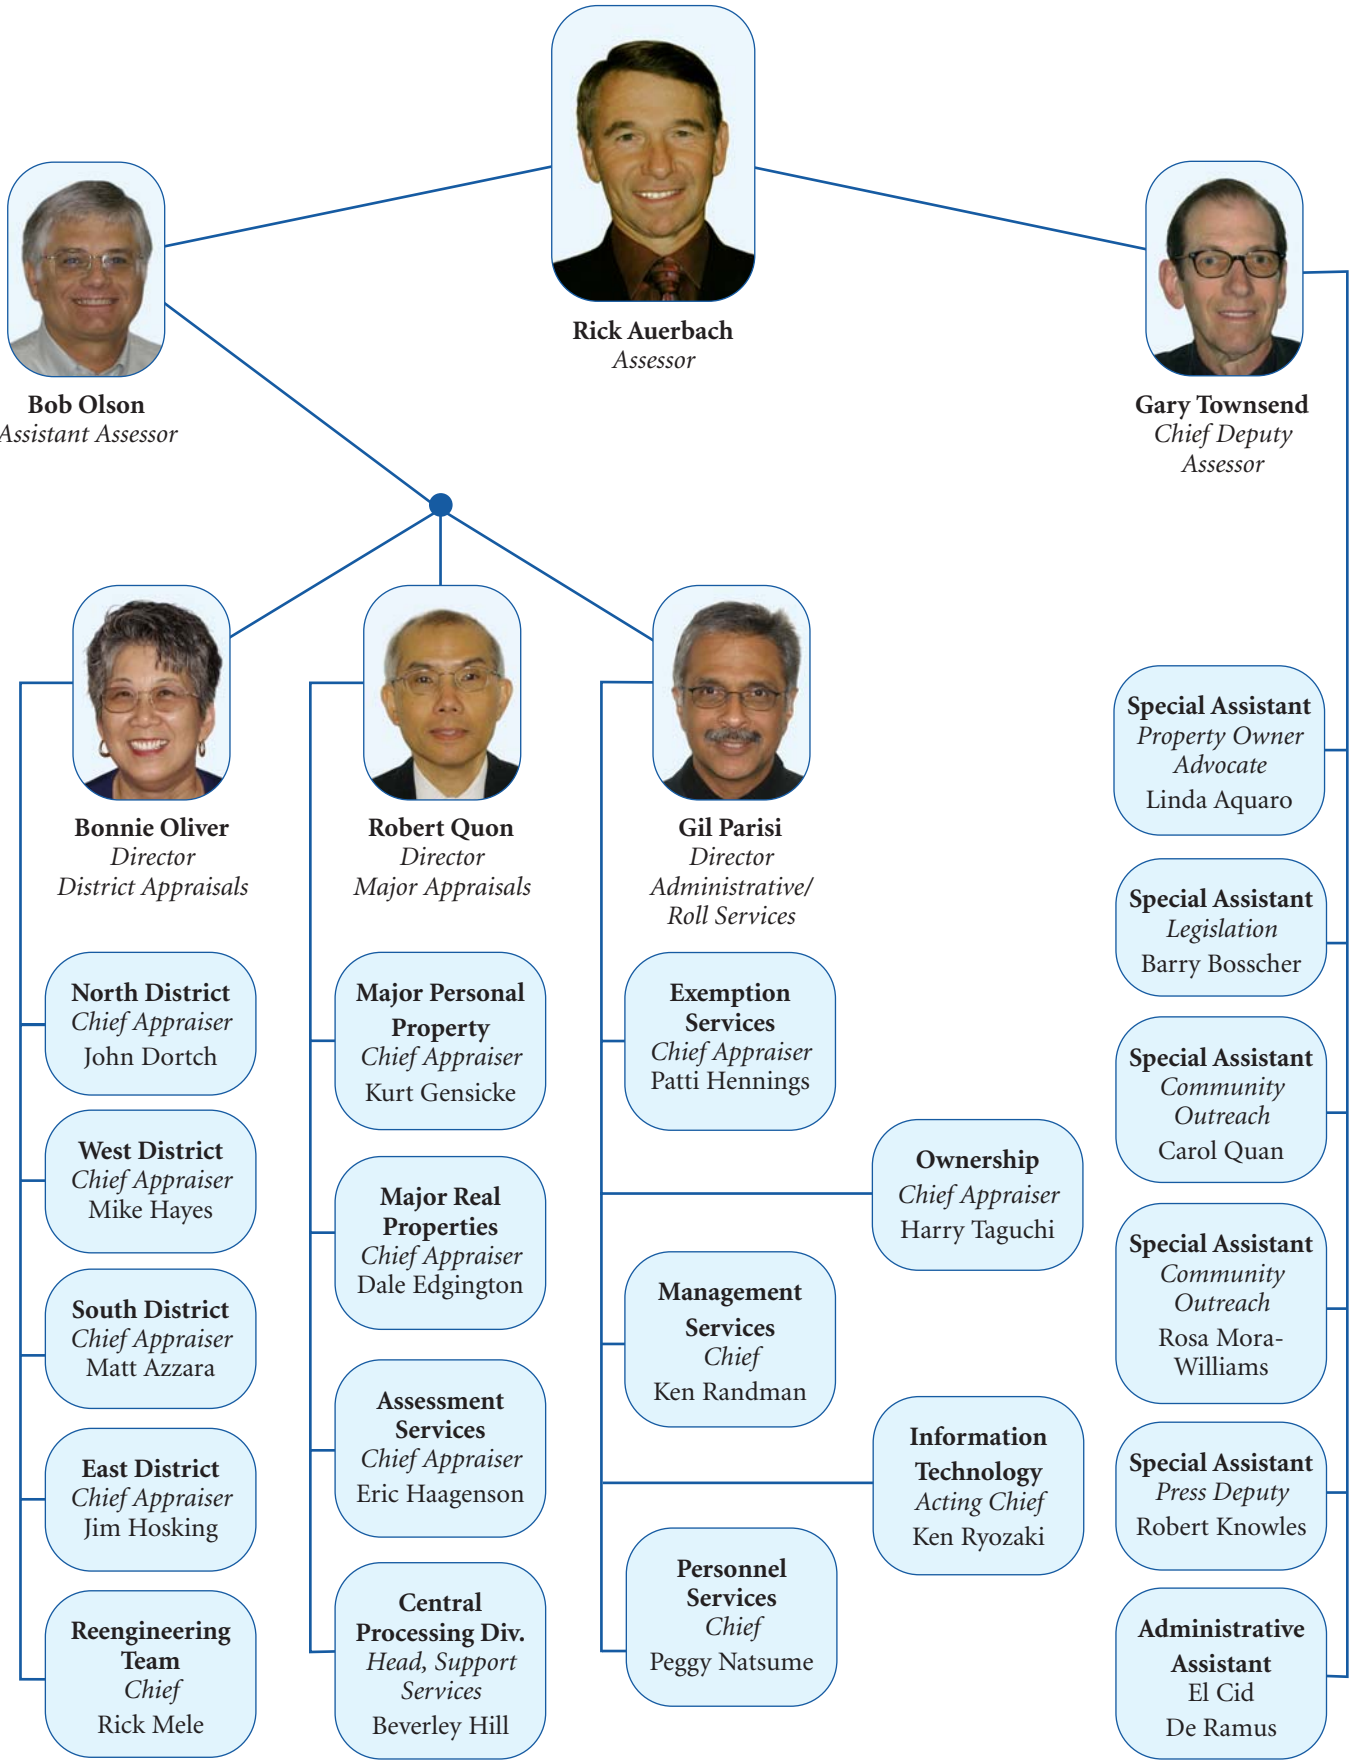 Rick Auerbach
Assessor
Bob Olson
Assistant Assessor
Gary Townsend
Chief Deputy
Assessor
Bonnie Oliver
Director
District Appraisals
Robert Quon
Director
Major Appraisals
Gil Parisi
Director
Administrative/
Roll Services
North District
Chief Appraiser
John Dortch
West District
Chief Appraiser
Mike Hayes
South District
Chief Appraiser
Matt Azzara
East District
Chief Appraiser
Jim Hosking
Reengineering
Team
Chief
Rick Mele
Major Personal
Property
Chief Appraiser
Kurt Gensicke
Major Real
Properties
Chief Appraiser
Dale Edgington
Assessment
Services
Chief Appraiser
Eric Haagenson
Central
Processing Div.
Head, Support
Services
Beverley Hill
Exemption
Services
Chief Appraiser
Patti Hennings
Ownership
Chief Appraiser
Harry Taguchi
Management
Services
Chief
Ken Randman
Information
Technology
Acting Chief
Ken Ryozaki
Personnel
Services
Chief
Peggy Natsume
Special Assistant
Property Owner
Advocate
Linda Aquaro
Special Assistant
Legislation
Barry Bosscher
Special Assistant
Community
Outreach
Carol Quan
Special Assistant
Community
Outreach
Rosa Mora-
Williams
Special Assistant
Press Deputy
Robert Knowles
Administrative
Assistant
El Cid
De Ramus